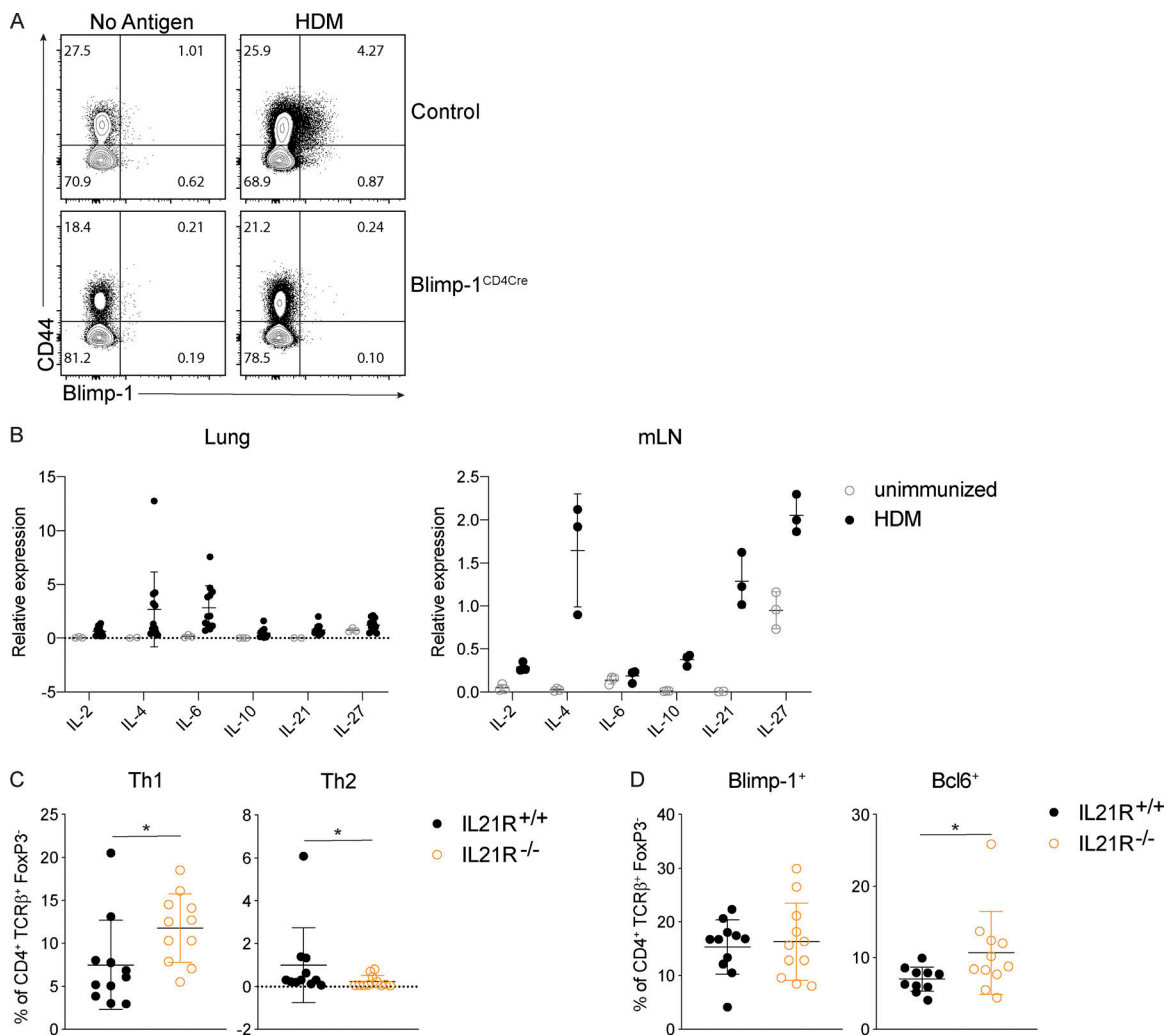 A
No Antigen HDM
27.5 1.01 25.9 4.27
Control
70.9 0.62 68.9 0.87
18.4 0.21 21.2 0.24
Blimp-1CD4Cre
81.2 0.19 78.5 0.10
CD44
Blimp-1
B
Lung mLN
Relative expression
15
10
5
0
-5
IL-2 IL-4 IL-6 IL-10 IL-21 IL-27
Relative expression
2.5
2.0
1.5
1.0
0.5
0.0
IL-2 IL-4 IL-6 IL-10 IL-21 IL-27
unimmunized
HDM
C
Th1 Th2
% of CD4+ TCRβ+ FoxP3-
25
20
15
10
5
0
*
8
6
4
2
0
-2
*
IL21R+/+
IL21R-/-
D
Blimp-1+ Bcl6+
% of CD4+ TCRβ+ FoxP3-
40
30
20
10
0
30
20
10
0
*
IL21R+/+
IL21R-/-